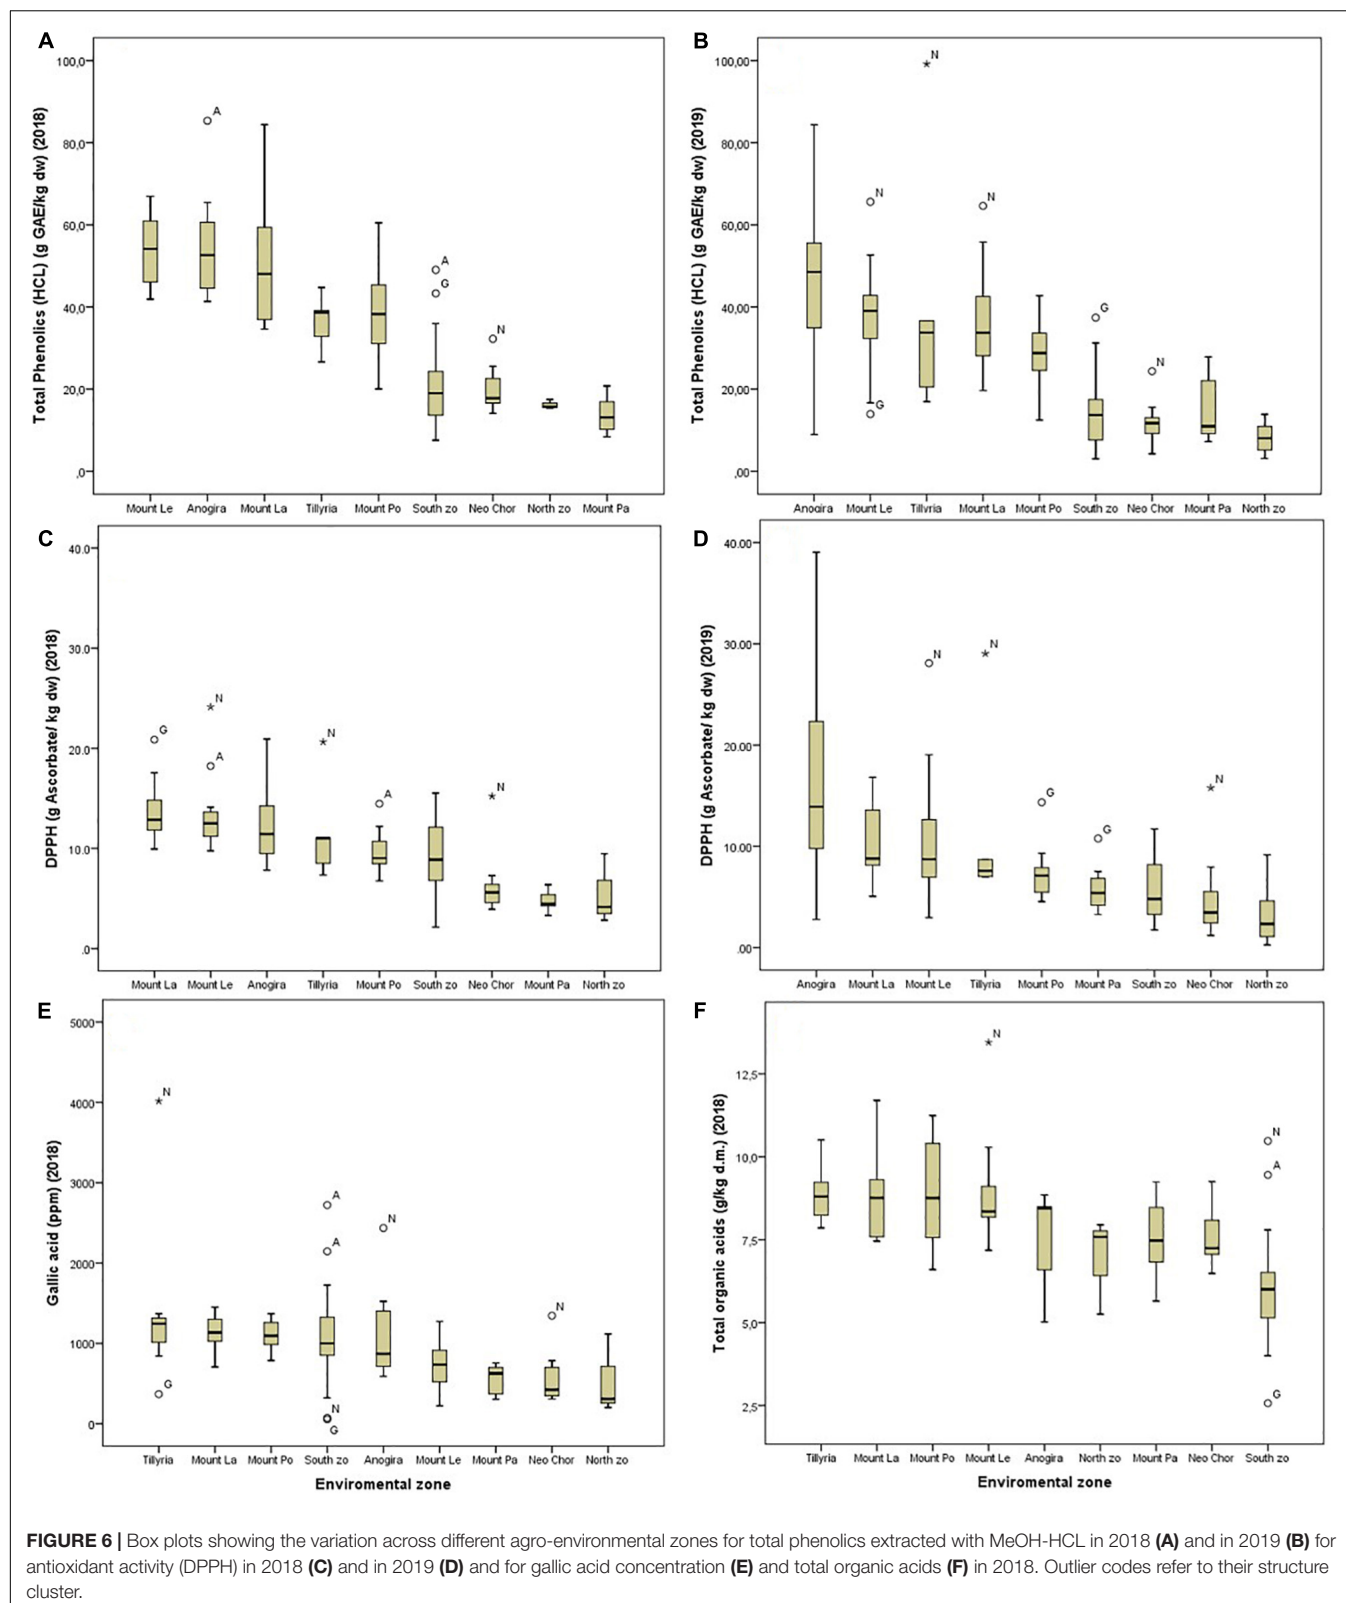 A
Total Phenolics (HCL) (g GAE/kg dw) (2018)
100,0
80,0
60,0
40,0
20,0
,0
A
A
G
N
Mount Le Anogira Mount La Tillyria Mount Po South zo Neo Chor North zo Mount Pa
B
Total Phenolics (HCL) (g GAE/kg dw) (2019)
100,00
80,00
60,00
40,00
20,00
,00
N
G
N
N
G
N
Anogira Mount Le Tillyria Mount La Mount Po South zo Neo Chor Mount Pa North zo
C
DPPH (g Ascorbate/ kg dw) (2018)
40.0
30.0
20.0
10.0
.0
G
N
A
N
A
N
Mount La Mount Le Anogira Tillyria Mount Po South zo Neo Chor Mount Pa North zo
D
DPPH (g Ascorbate/ kg dw) (2019)
40.00
30.00
20.00
10.00
.00
N
N
G
G
N
Anogira Mount La Mount Le Tillyria Mount Po Mount Pa South zo Neo Chor North zo
E
Gallic acid (ppm) (2018)
5000
4000
3000
2000
1000
0
N
G
A
A
N
G
N
N
Tillyria Mount La Mount Po South zo Anogira Mount Le Mount Pa Neo Chor North zo
Enviromental zone
F
Total organic acids (g/kg d.m.) (2018)
12,5
10,0
7,5
5,0
2,5
N
N
A
G
Tillyria Mount La Mount Po Mount Le Anogira North zo Mount Pa Neo Chor South zo
Enviromental zone
FIGURE 6 | Box plots showing the variation across different agro-environmental zones for total phenolics extracted with MeOH-HCL in 2018 (A) and in 2019 (B) for
antioxidant activity (DPPH) in 2018 (C) and in 2019 (D) and for gallic acid concentration (E) and total organic acids (F) in 2018. Outlier codes refer to their structure
cluster.